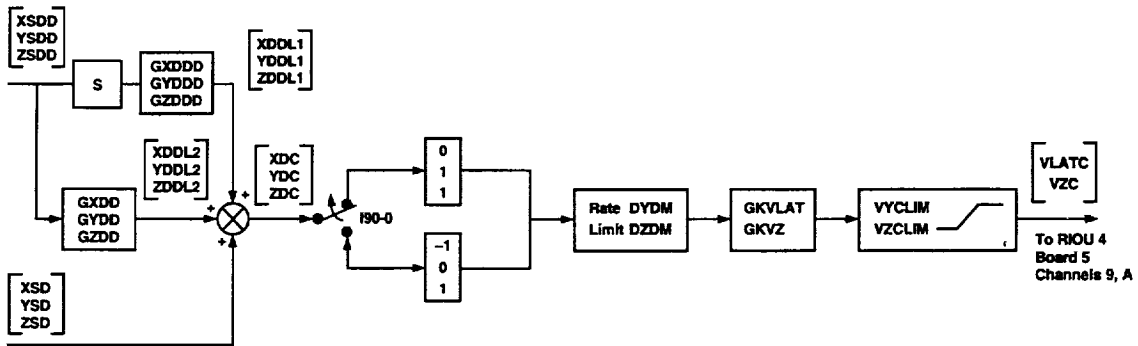 XSDD
YSDD
ZSDD
S
GXDDD
GYDDD
GZDDD
XDDL1
YDDL1
ZDDL1
GXDD
GYDD
GZDD
XDDL2
YDDL2
ZDDL2
+
+
+
XDC
YDC
ZDC
I90-0
0
1
1
−1
0
1
Rate DYDM
Limit DZDM
GKVLAT
GKVZ
VYCLIM
VZCLIM
VLATC
VZC
To RIOU 4
Board 5
Channels 9, A
XSD
YSD
ZSD